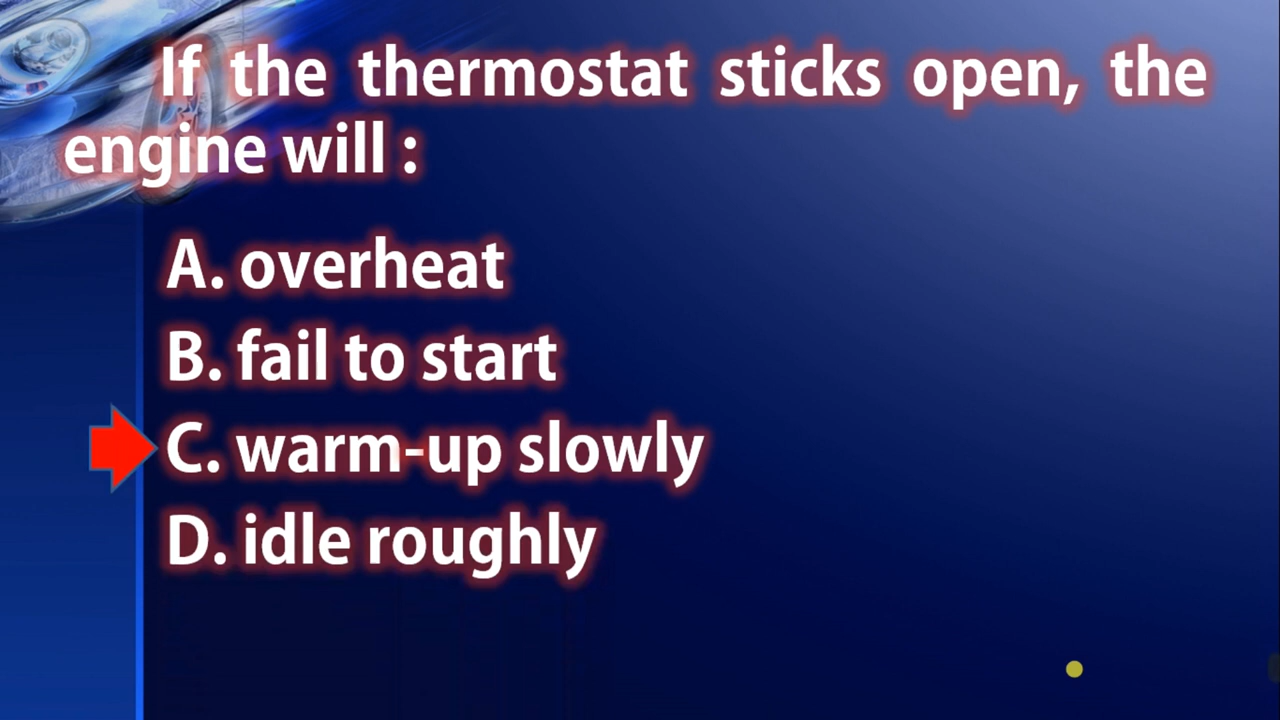 If the thermostat sticks open, the
engine will :
A. overheat
B. fail to start
C. warm-up slowly
D. idle roughly